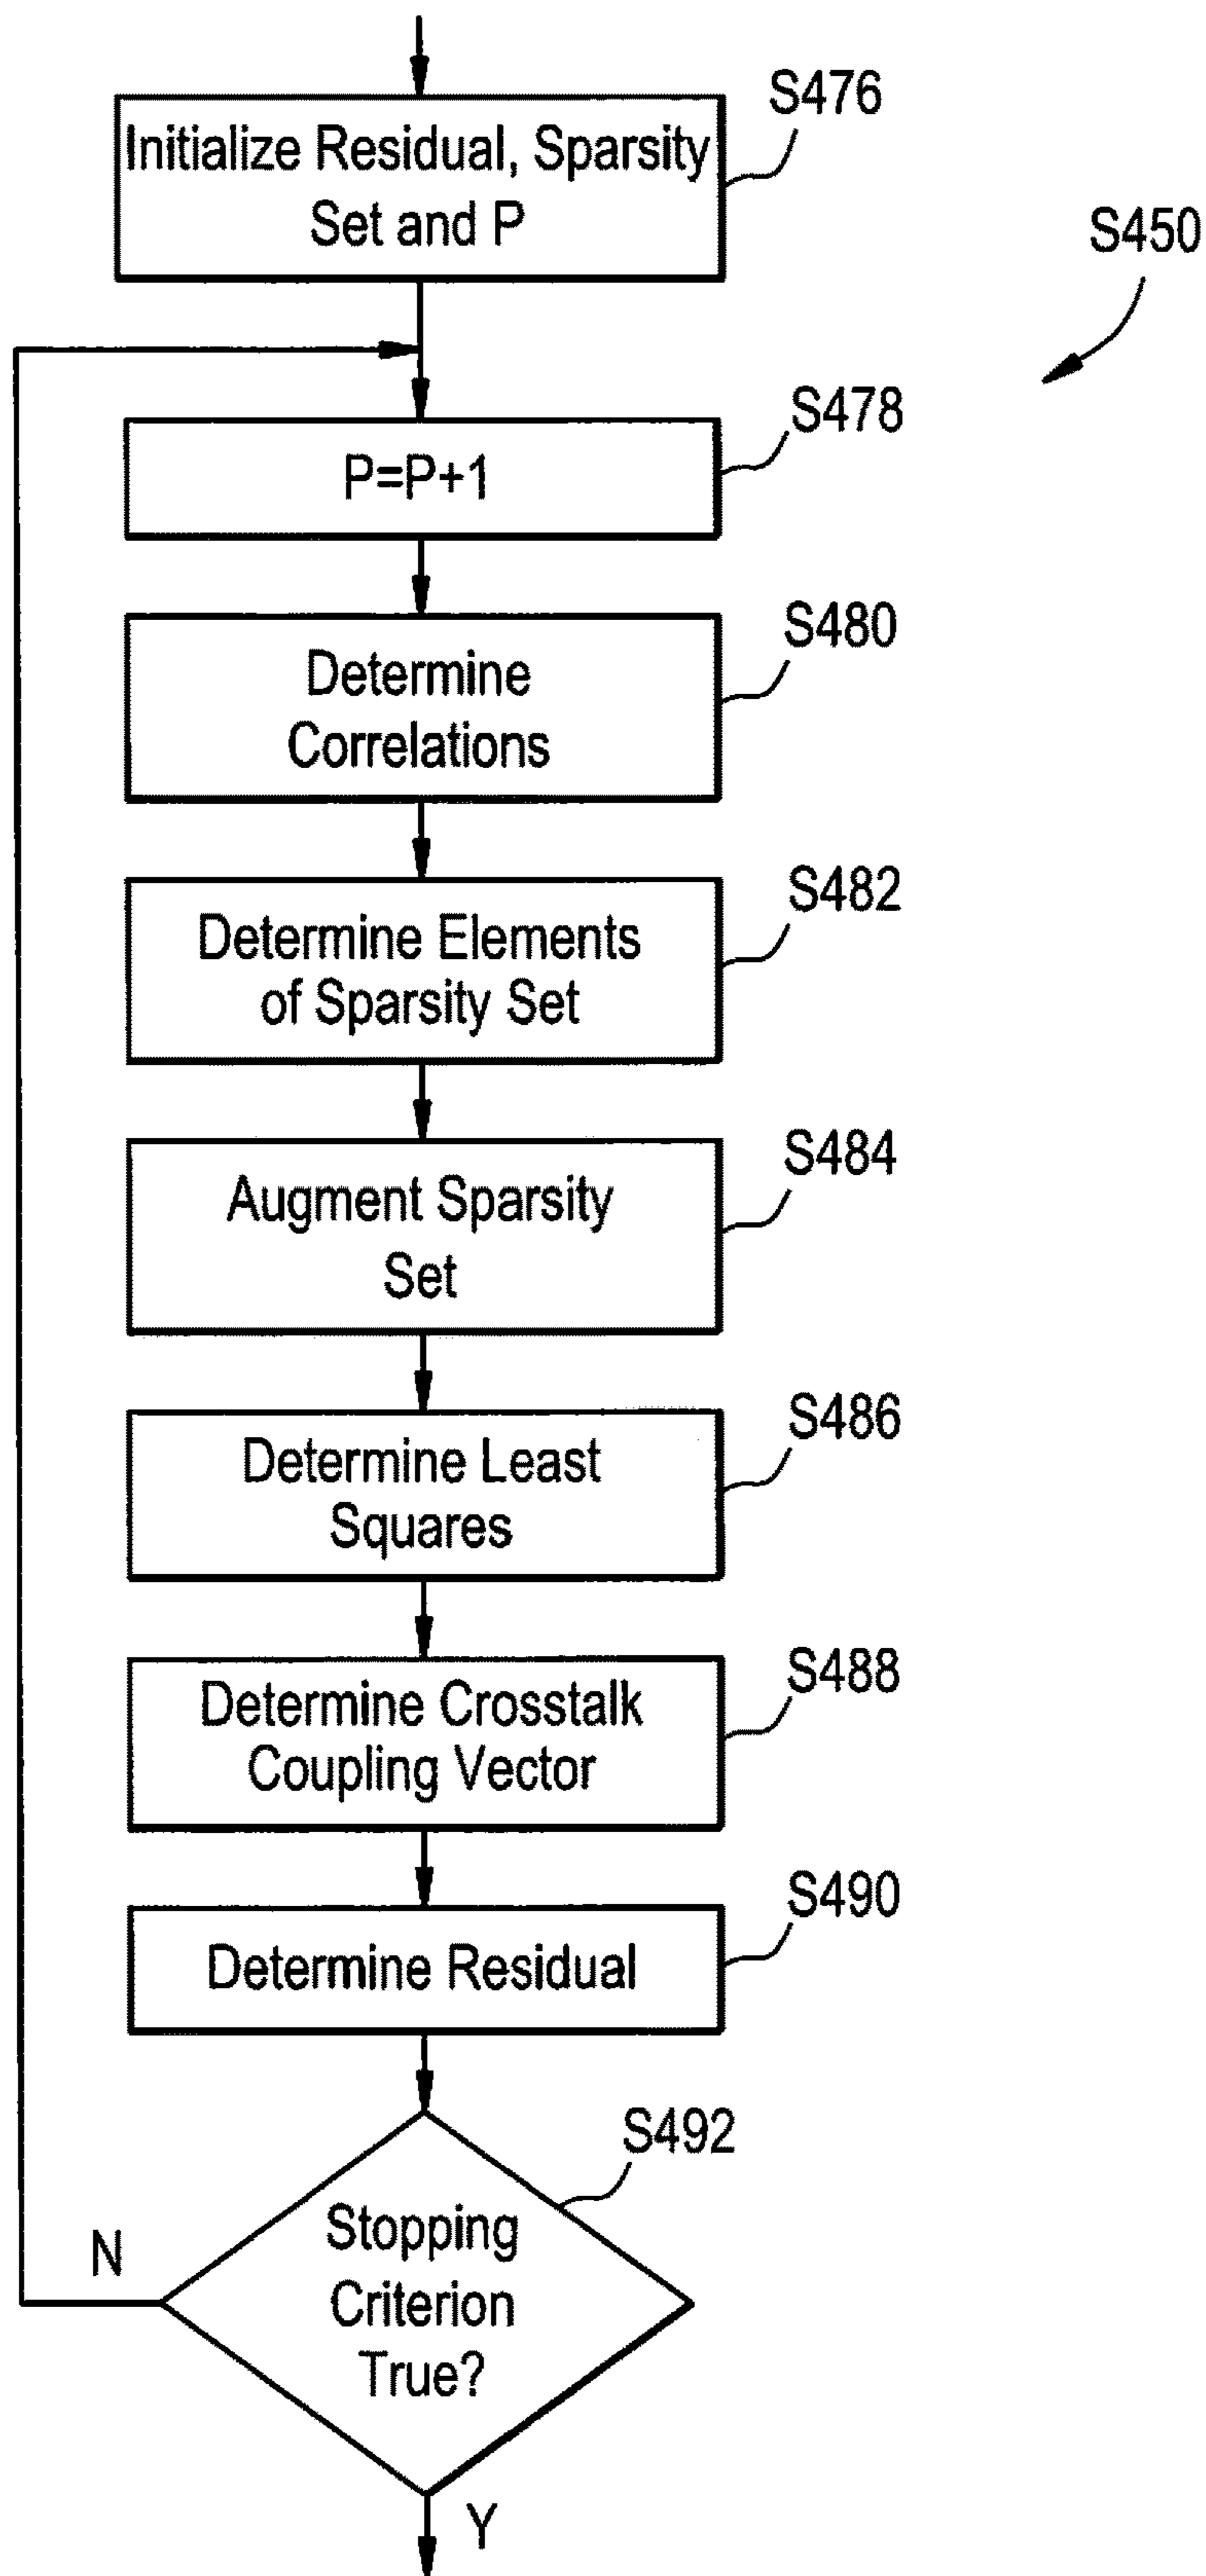 S476
Initialize Residual, Sparsity
Set and P
S450
S478
P=P+1
S480
Determine
Correlations
S482
Determine Elements
of Sparsity Set
S484
Augment Sparsity
Set
S486
Determine Least
Squares
S488
Determine Crosstalk
Coupling Vector
S490
Determine Residual
S492
Stopping
Criterion
True?
N
Y